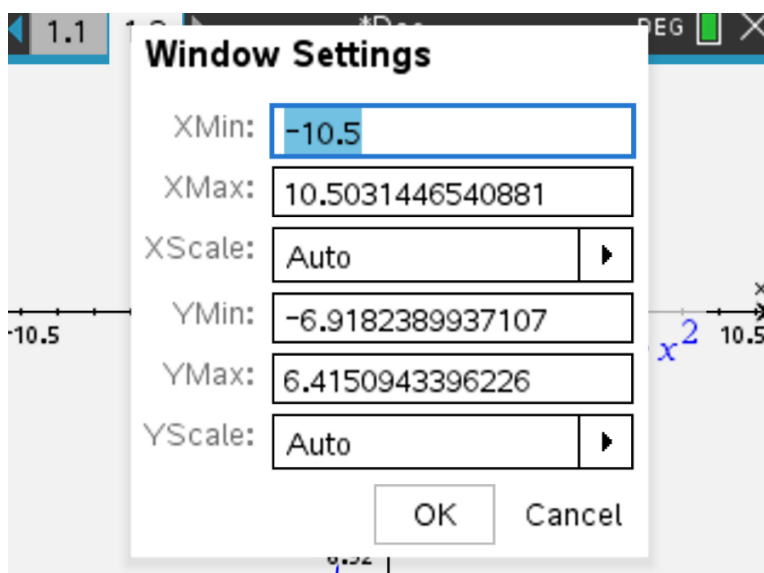 1.1 DEG
Window Settings
XMin: -10.5
XMax: 10.5031446540881
XScale: Auto
YMin: -6.9182389937107
-10.5 x² 10.5
YMax: 6.4150943396226
YScale: Auto
OK Cancel